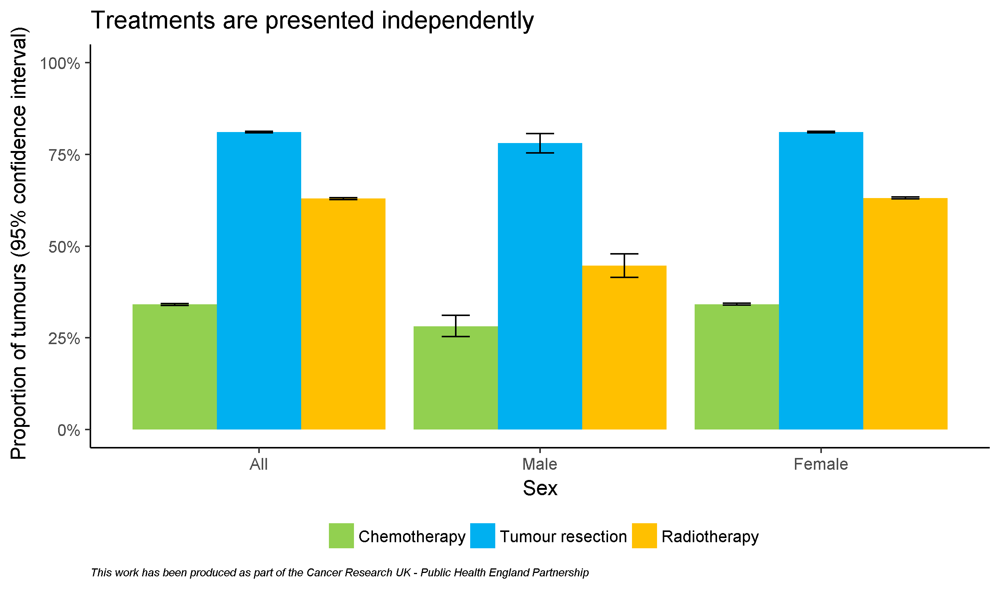 Treatments are presented independently
Proportion of tumours (95% confidence interval)
100%
75%
50%
25%
0%
All
Male
Female
Sex
Chemotherapy
Tumour resection
Radiotherapy
This work has been produced as part of the Cancer Research UK - Public Health England Partnership